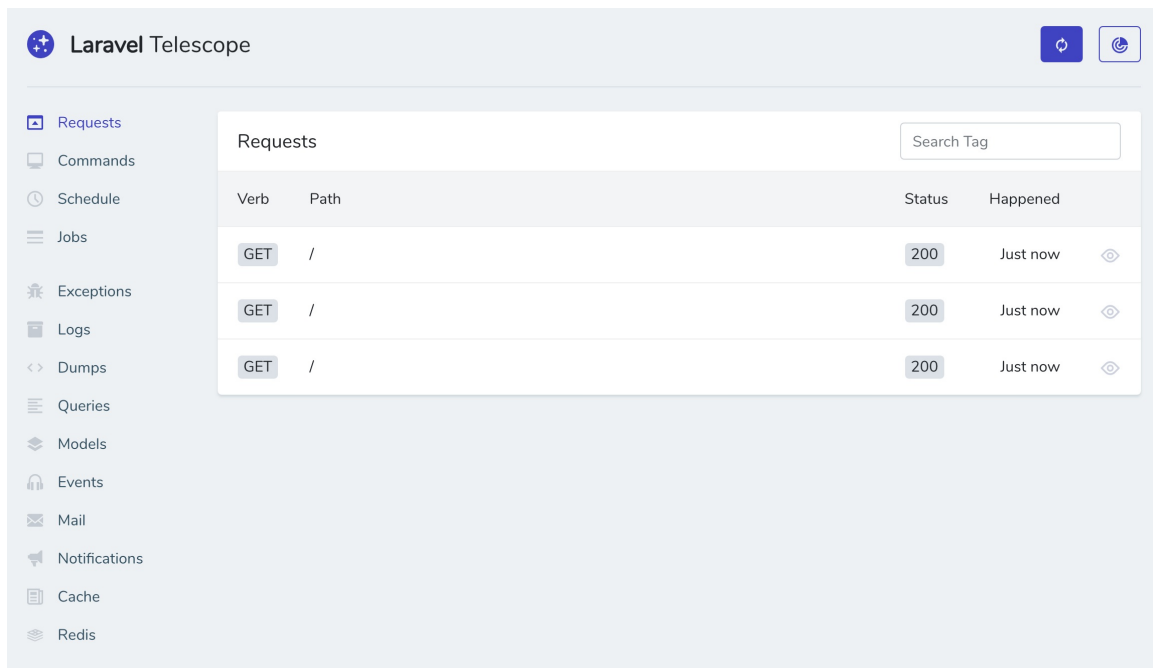 Laravel Telescope
Requests
Commands
Schedule
Jobs
Exceptions
Logs
Dumps
Queries
Models
Events
Mail
Notifications
Cache
Redis
Requests
Search Tag
Verb Path Status Happened
GET / 200 Just now
GET / 200 Just now
GET / 200 Just now